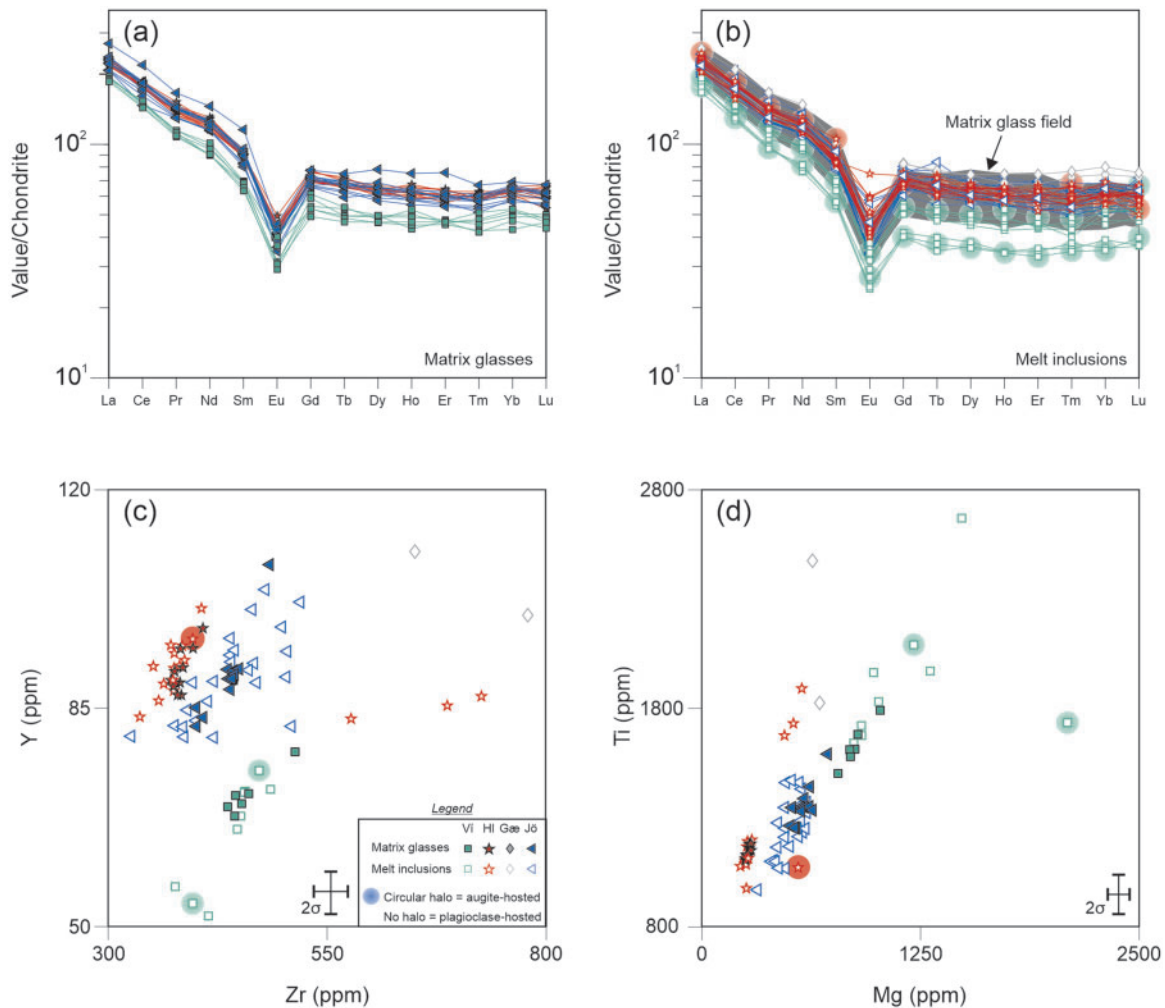 (a)
Value/Chondrite
10²
10¹
Matrix glasses
La Ce Pr Nd Sm Eu Gd Tb Dy Ho Er Tm Yb Lu
(b)
Value/Chondrite
10²
10¹
Matrix glass field
Melt inclusions
La Ce Pr Nd Sm Eu Gd Tb Dy Ho Er Tm Yb Lu
(c)
Y (ppm)
120
85
50
Legend
Ví Hl Gæ Jö
Matrix glasses
Melt inclusions
Circular halo = augite-hosted
No halo = plagioclase-hosted
2σ
300 550 800
Zr (ppm)
(d)
Ti (ppm)
2800
1800
800
2σ
0 1250 2500
Mg (ppm)